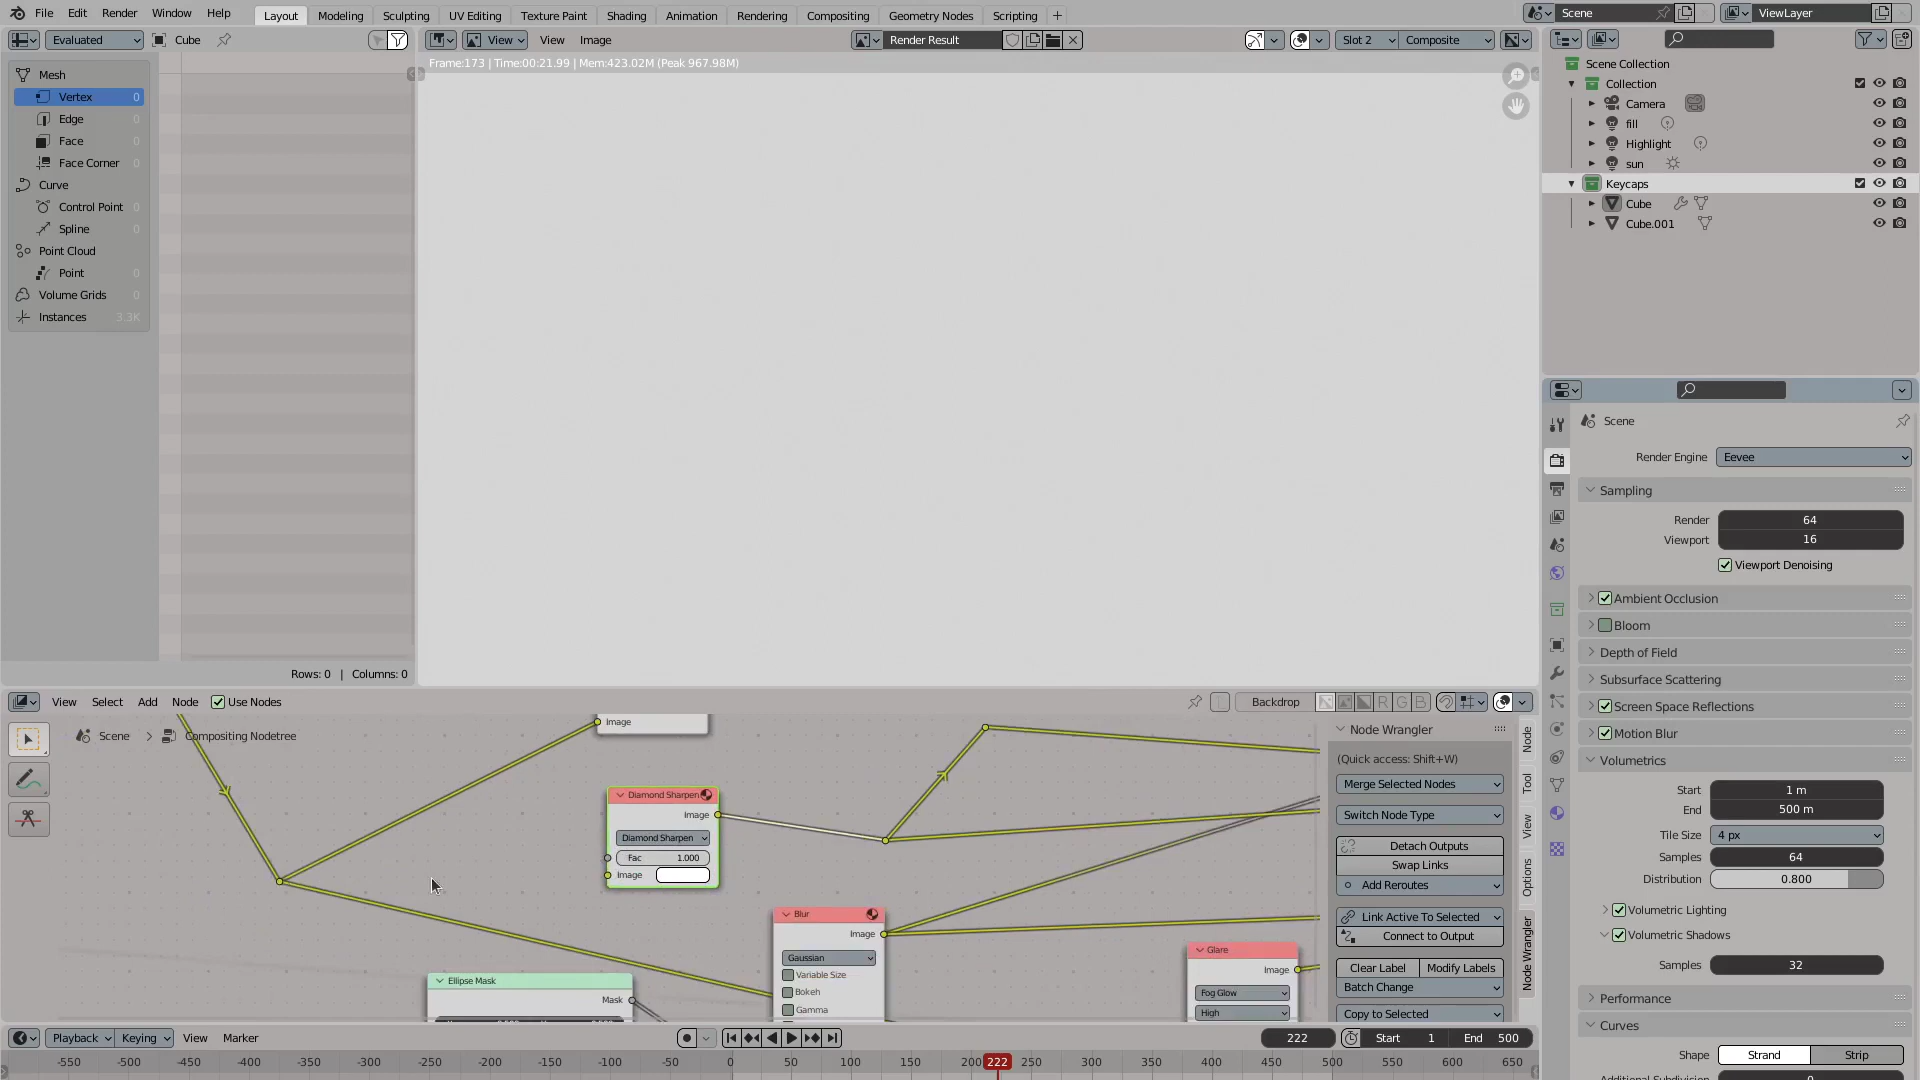 File Edit Render Window Help Layout Modeling Sculpting UV Editing Texture Paint Shading Animation Rendering Compositing Geometry Nodes Scripting + Scene ViewLayer
Evaluated Cube View View Image Render Result Slot 2 Composite
Frame:173 | Time:00:21.99 | Mem:423.02M (Peak 967.98M)
Mesh
Vertex 0
Edge 0
Face 0
Face Corner 0
Curve
Control Point 0
Spline 0
Point Cloud
Point 0
Volume Grids 0
Instances 3.3K
Rows: 0 | Columns: 0
Scene Collection
Collection
Camera
fill
Highlight
sun
Keycaps
Cube
Cube.001
Scene
Render Engine Eevee
Sampling
Render 64
Viewport 16
Viewport Denoising
Ambient Occlusion
Bloom
Depth of Field
Subsurface Scattering
Screen Space Reflections
Motion Blur
Volumetrics
Start 1 m
End 500 m
Tile Size 4 px
Samples 64
Distribution 0.800
Volumetric Lighting
Volumetric Shadows
Samples 32
Performance
Curves
Shape Strand Strip
View Select Add Node Use Nodes Backdrop R G B
Scene > Compositing Nodetree
Image
Diamond Sharpen
Image
Diamond Sharpen
Fac 1.000
Image
Blur
Image
Gaussian
Variable Size
Bokeh
Gamma
Ellipse Mask
Mask
Glare
Image
Fog Glow
High
Node Wrangler
(Quick access: Shift+W)
Merge Selected Nodes
Switch Node Type
Detach Outputs
Swap Links
Add Reroutes
Link Active To Selected
Connect to Output
Clear Label Modify Labels
Batch Change
Copy to Selected
Node
Tool
View
Options
Node Wrangler
Playback Keying View Marker 222 Start 1 End 500
-550 -500 -450 -400 -350 -300 -250 -200 -150 -100 -50 0 50 100 150 200 222 250 300 350 400 450 500 550 600 650